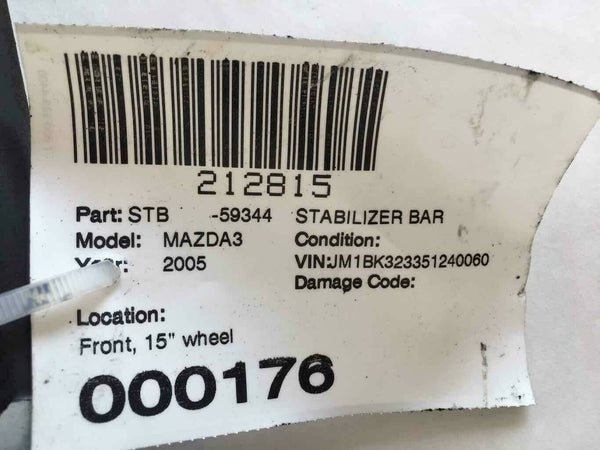 212815
Part: STB -59344 STABILIZER BAR
Model: MAZDA3 Condition:
Year: 2005 VIN:JM1BK323351240060
Damage Code:
Location:
Front, 15" wheel
000176